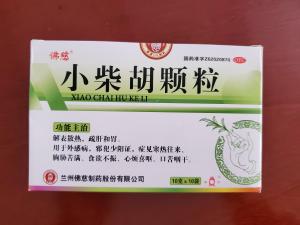 佛慈
国药准字Z62020870
OTC
小柴胡颗粒
XIAO CHAI HU KE LI
功能主治
解表散热，疏肝和胃。
用于外感病，邪犯少阳证，症见寒热往来、
胸胁苦满、食欲不振、心烦喜呕、口苦咽干。
10克×10袋
兰州佛慈制药股份有限公司